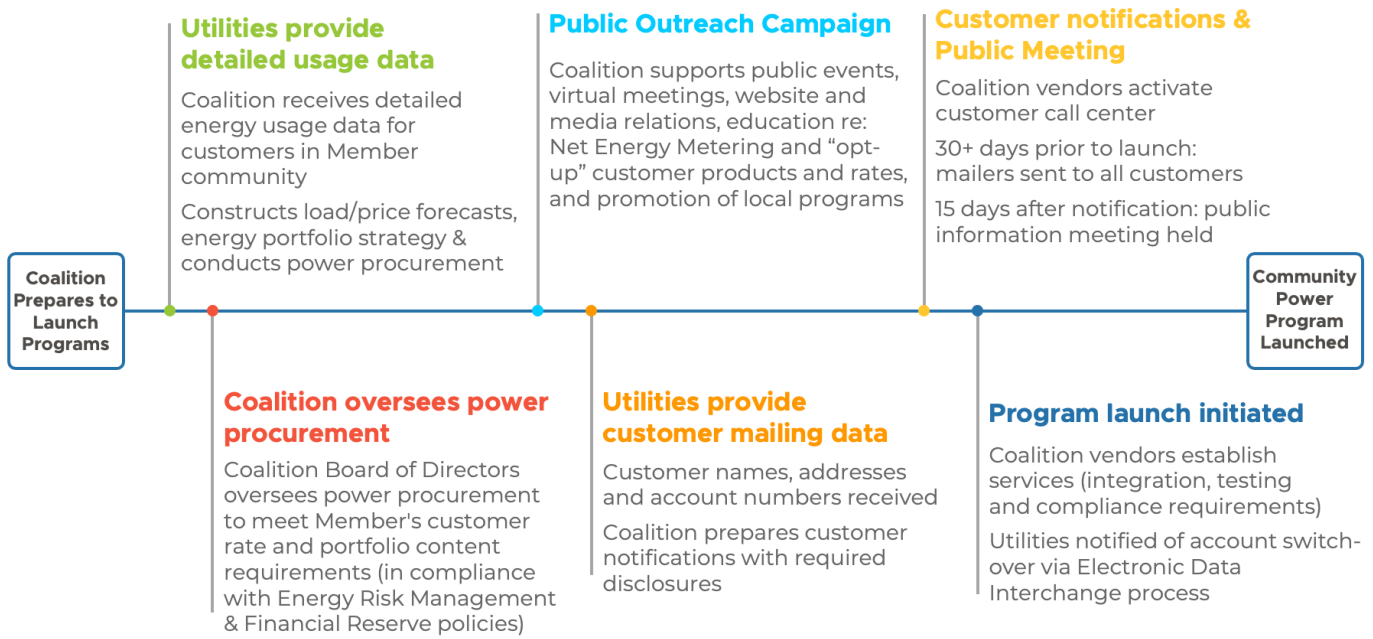 Coalition
Prepares to
Launch
Programs
Utilities provide
detailed usage data
Coalition receives detailed
energy usage data for
customers in Member
community
Constructs load/price forecasts,
energy portfolio strategy &
conducts power procurement
Coalition oversees power
procurement
Coalition Board of Directors
oversees power procurement
to meet Member's customer
rate and portfolio content
requirements (in compliance
with Energy Risk Management
& Financial Reserve policies)
Public Outreach Campaign
Coalition supports public events,
virtual meetings, website and
media relations, education re:
Net Energy Metering and “opt-
up” customer products and rates,
and promotion of local programs
Utilities provide
customer mailing data
Customer names, addresses
and account numbers received
Coalition prepares customer
notifications with required
disclosures
Customer notifications &
Public Meeting
Coalition vendors activate
customer call center
30+ days prior to launch:
mailers sent to all customers
15 days after notification: public
information meeting held
Program launch initiated
Coalition vendors establish
services (integration, testing
and compliance requirements)
Utilities notified of account switch-
over via Electronic Data
Interchange process
Community
Power
Program
Launched